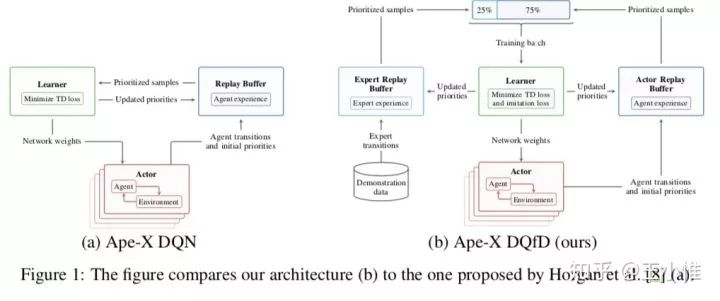 Prioritized samples
25%
75%
Prioritized samples
Training batch
Learner
Minimize TD loss
Prioritized samples
Updated priorities
Replay Buffer
Agent experience
Network weights
Agent transitions
and initial priorities
Actor
Agent
Environment
Expert Replay
Buffer
Expert experience
Updated
priorities
Learner
Minimize TD loss
and imitation loss
Updated
priorities
Actor Replay
Buffer
Agent experience
Expert
transitions
Network weights
Demonstration
data
Actor
Agent
Environment
Agent transitions
and initial priorities
(a) Ape-X DQN
(b) Ape-X DQfD (ours)
Figure 1: The figure compares our architecture (b) to the one proposed by Horgan et al. [8] (a).
知乎